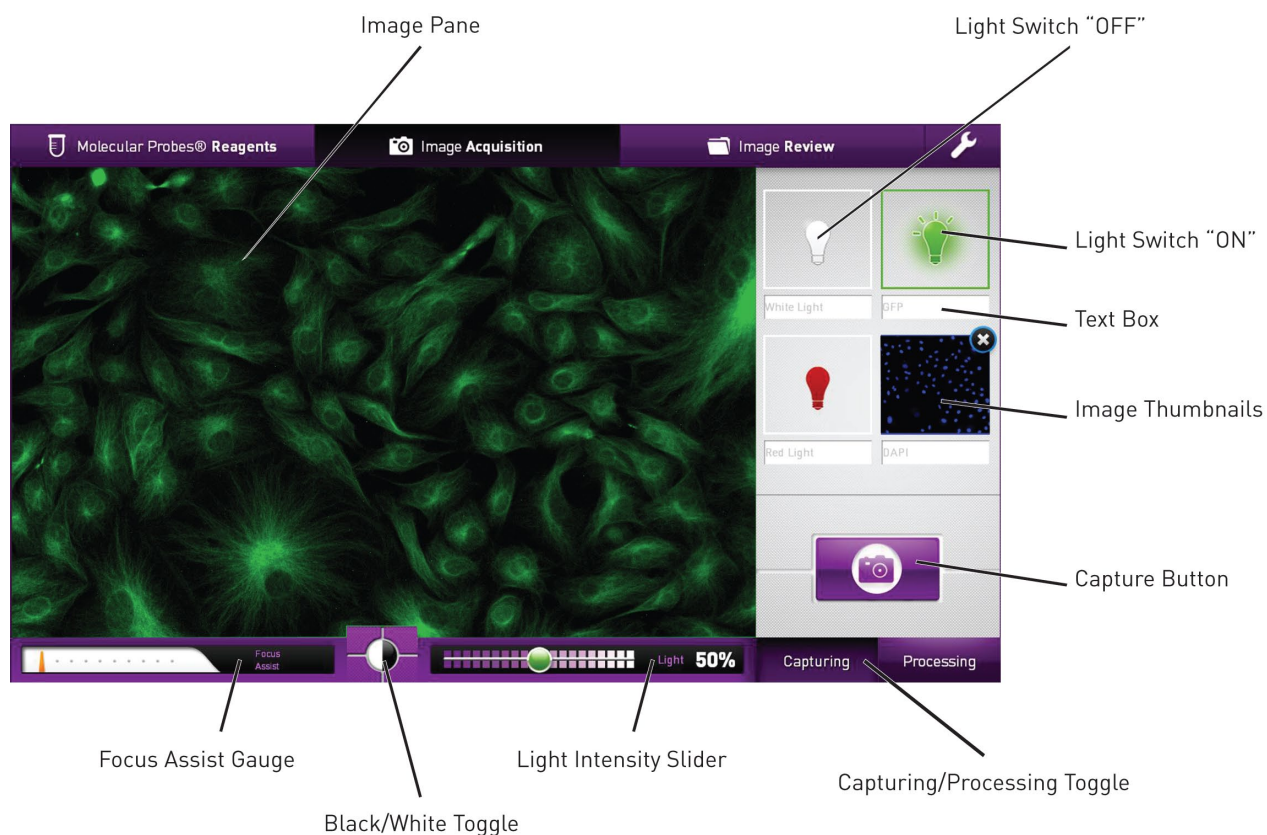 Image Pane
Light Switch “OFF”
Molecular Probes® Reagents
Image Acquisition
Image Review
Light Switch “ON”
White Light
GFP
Text Box
Image Thumbnails
Red Light
DAPI
Capture Button
Focus
Assist
Light 50%
Capturing
Processing
Focus Assist Gauge
Light Intensity Slider
Capturing/Processing Toggle
Black/White Toggle